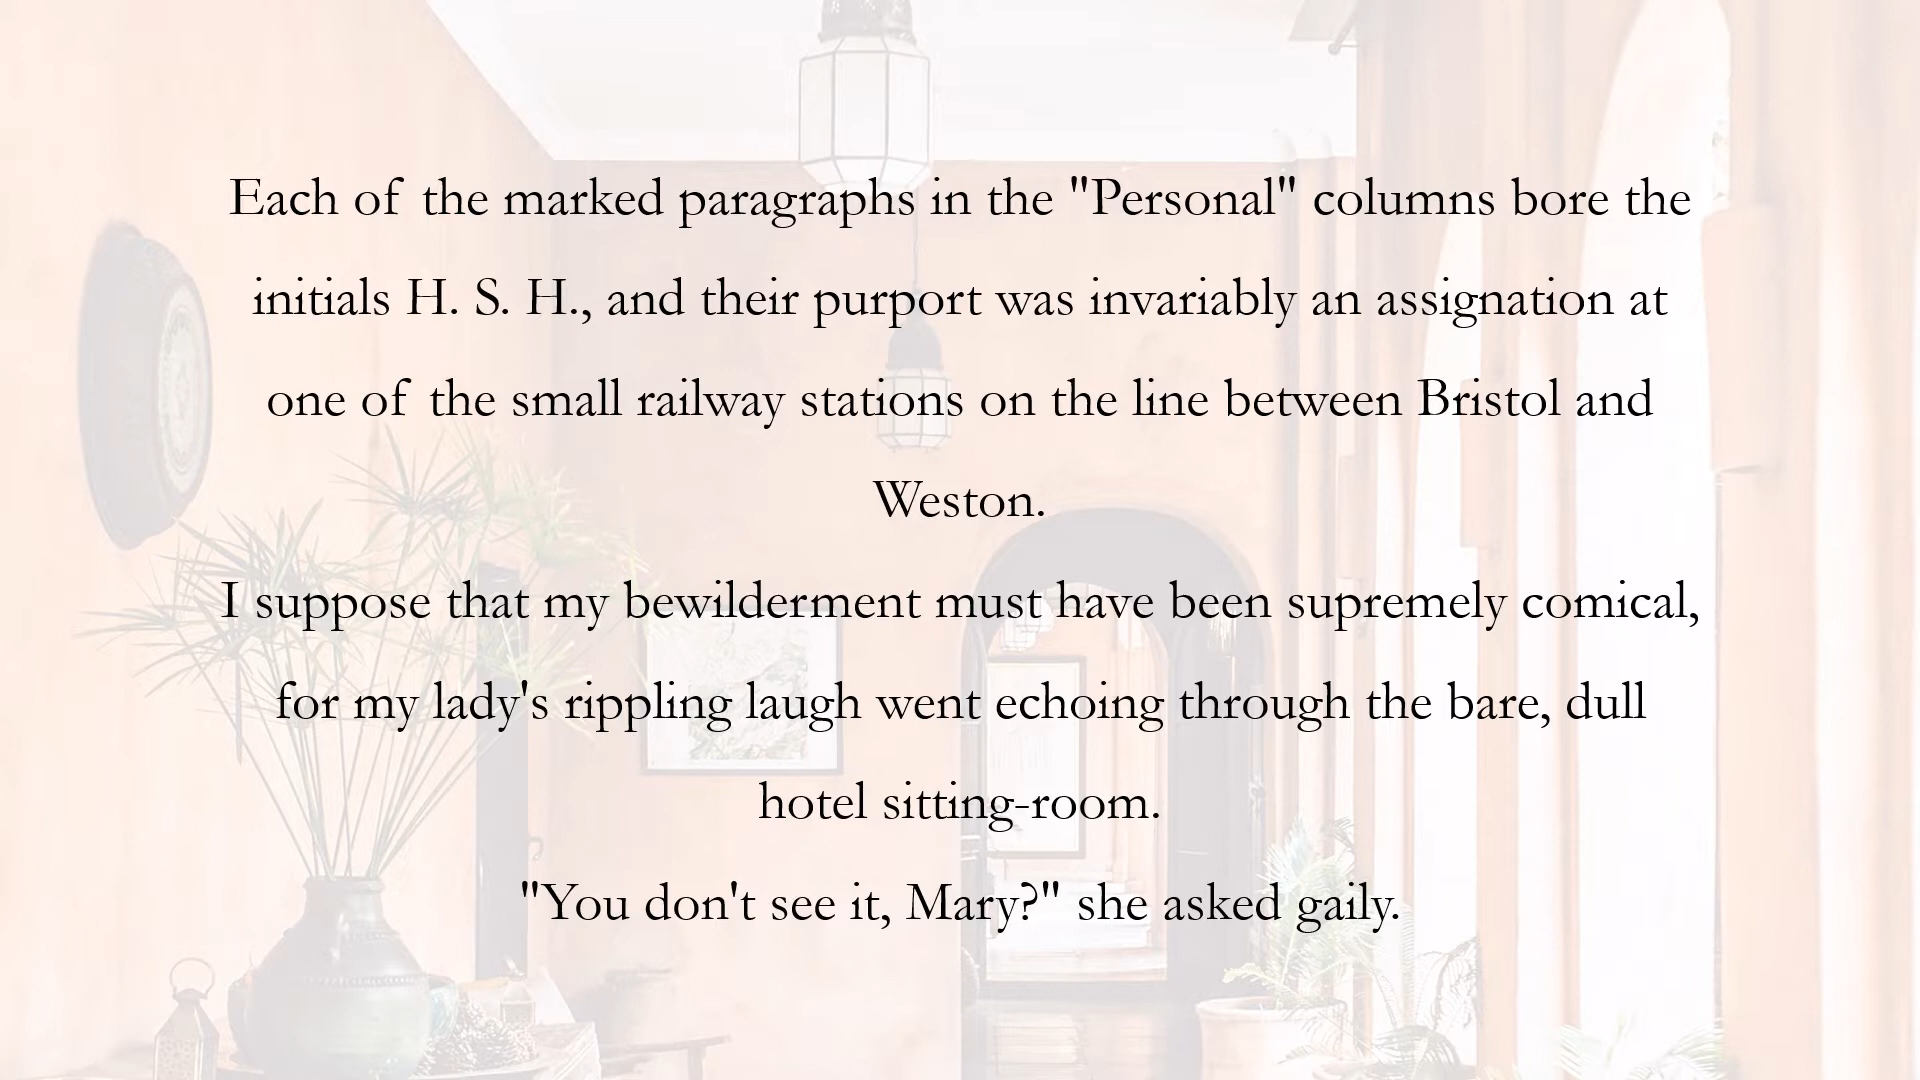 Each of the marked paragraphs in the "Personal" columns bore the
initials H. S. H., and their purport was invariably an assignation at
one of the small railway stations on the line between Bristol and
Weston.
I suppose that my bewilderment must have been supremely comical,
for my lady's rippling laugh went echoing through the bare, dull
hotel sitting-room.
"You don't see it, Mary?" she asked gaily.